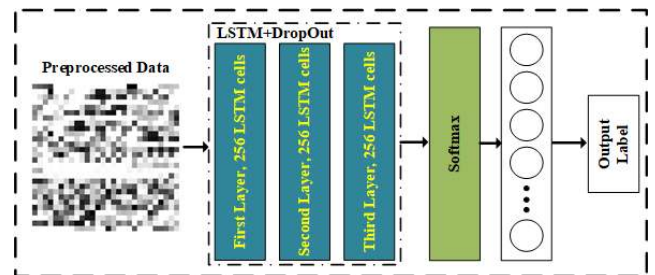 LSTM+DropOut
Preprocessed Data
First Layer, 256 LSTM cells
Second Layer, 256 LSTM cells
Third Layer, 256 LSTM cells
Softmax
Output
Label